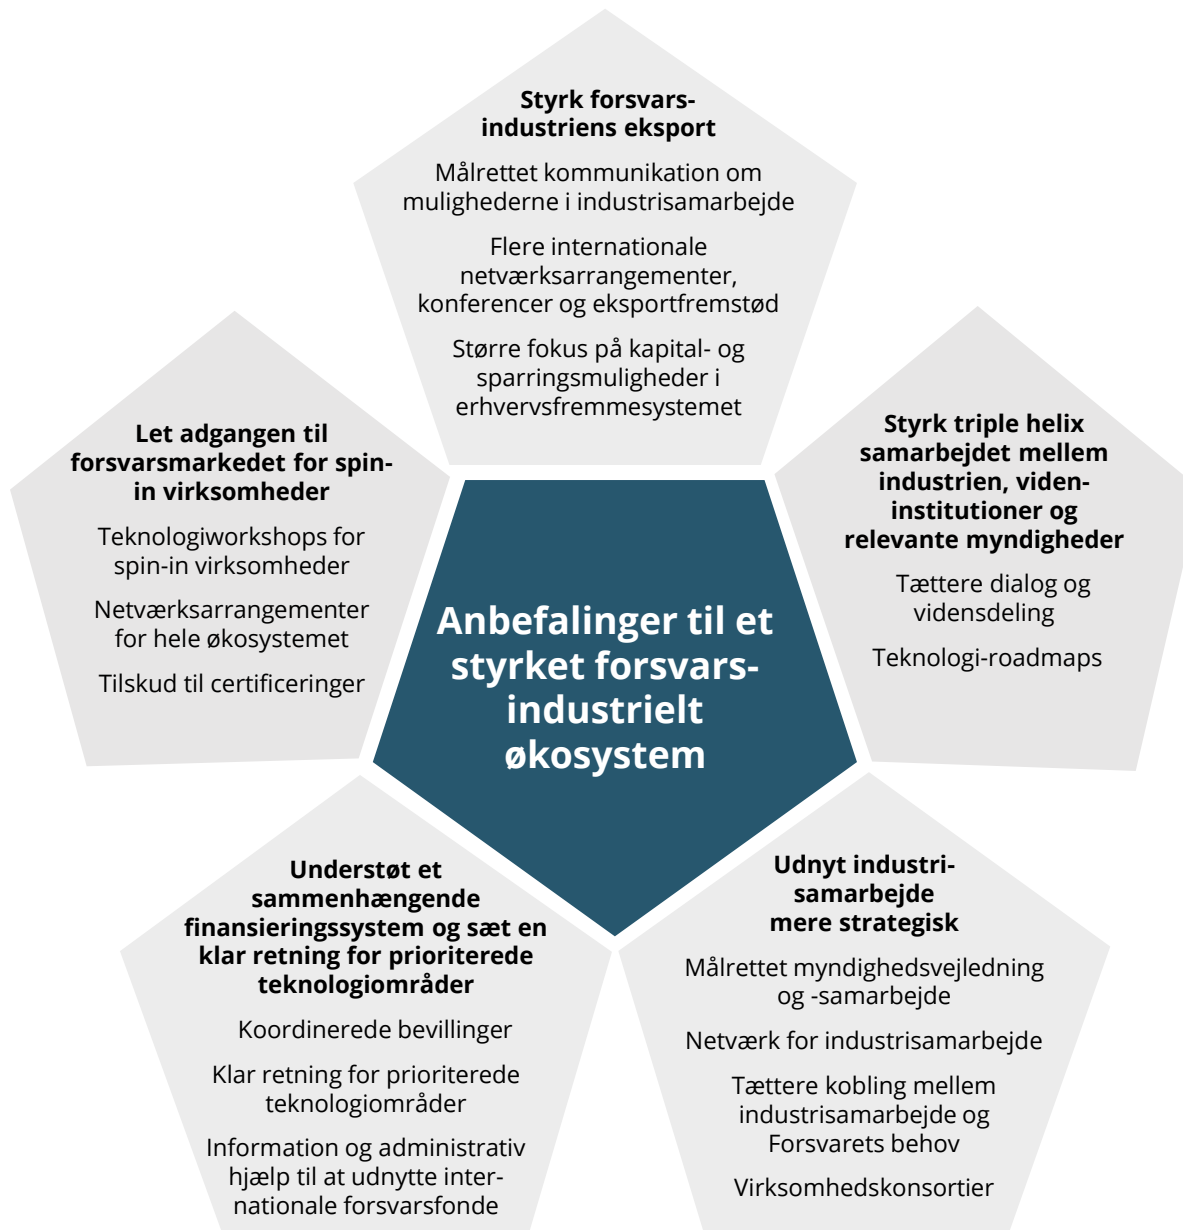 Styrk forsvars-
industriens eksport
Målrettet kommunikation om
mulighederne i industrisamarbejde
Flere internationale
netværksarrangementer,
konferencer og eksportfremstød
Større fokus på kapital- og
sparringsmuligheder i
erhvervsfremmesystemet
Let adgangen til
forsvarsmarkedet for spin-
in virksomheder
Teknologiworkshops for
spin-in virksomheder
Netværksarrangementer
for hele økosystemet
Tilskud til certificeringer
Anbefalinger til et
styrket forsvars-
industrielt
økosystem
Styrk triple helix
samarbejdet mellem
industrien, viden-
institutioner og
relevante myndigheder
Tættere dialog og
vidensdeling
Teknologi-roadmaps
Understøt et
sammenhængende
finansieringssystem og sæt en
klar retning for prioriterede
teknologiområder
Koordinerede bevillinger
Klar retning for prioriterede
teknologiområder
Information og administrativ
hjælp til at udnytte inter-
nationale forsvarsfonde
Udnyt industri-
samarbejde
mere strategisk
Målrettet myndighedsvejledning
og -samarbejde
Netværk for industrisamarbejde
Tættere kobling mellem
industrisamarbejde og
Forsvarets behov
Virksomhedskonsortier